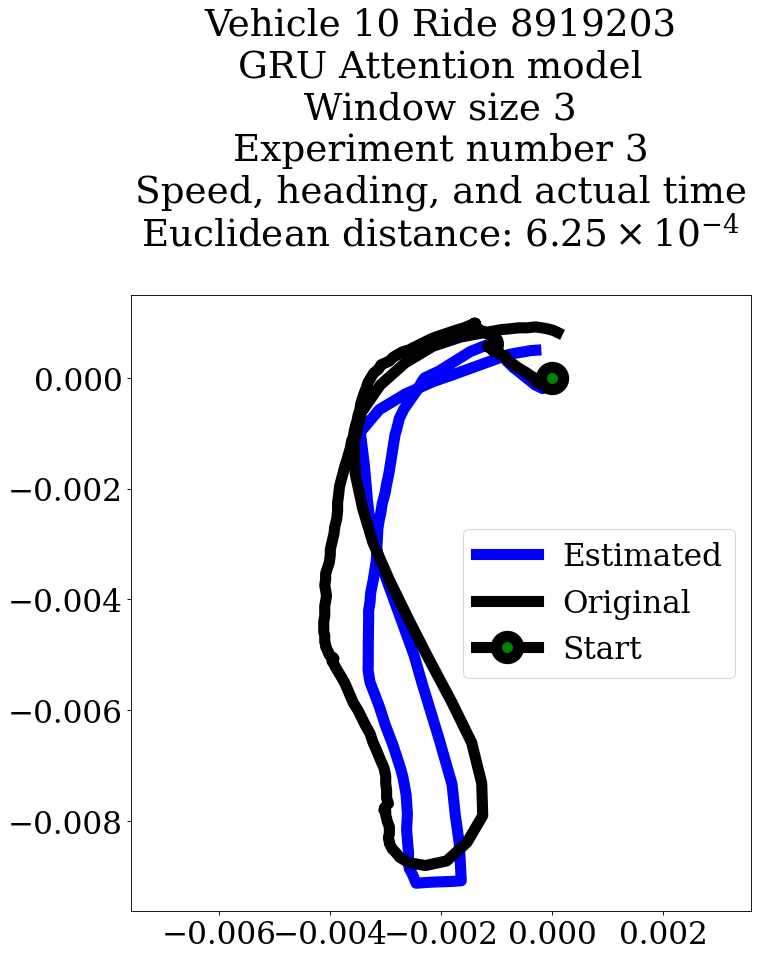 Vehicle 10 Ride 8919203
GRU Attention model
Window size 3
Experiment number 3
Speed, heading, and actual time
Euclidean distance: 6.25 × 10⁻⁴
0.000
−0.002
−0.004
−0.006
−0.008
Estimated
Original
Start
−0.006 −0.004 −0.002 0.000 0.002